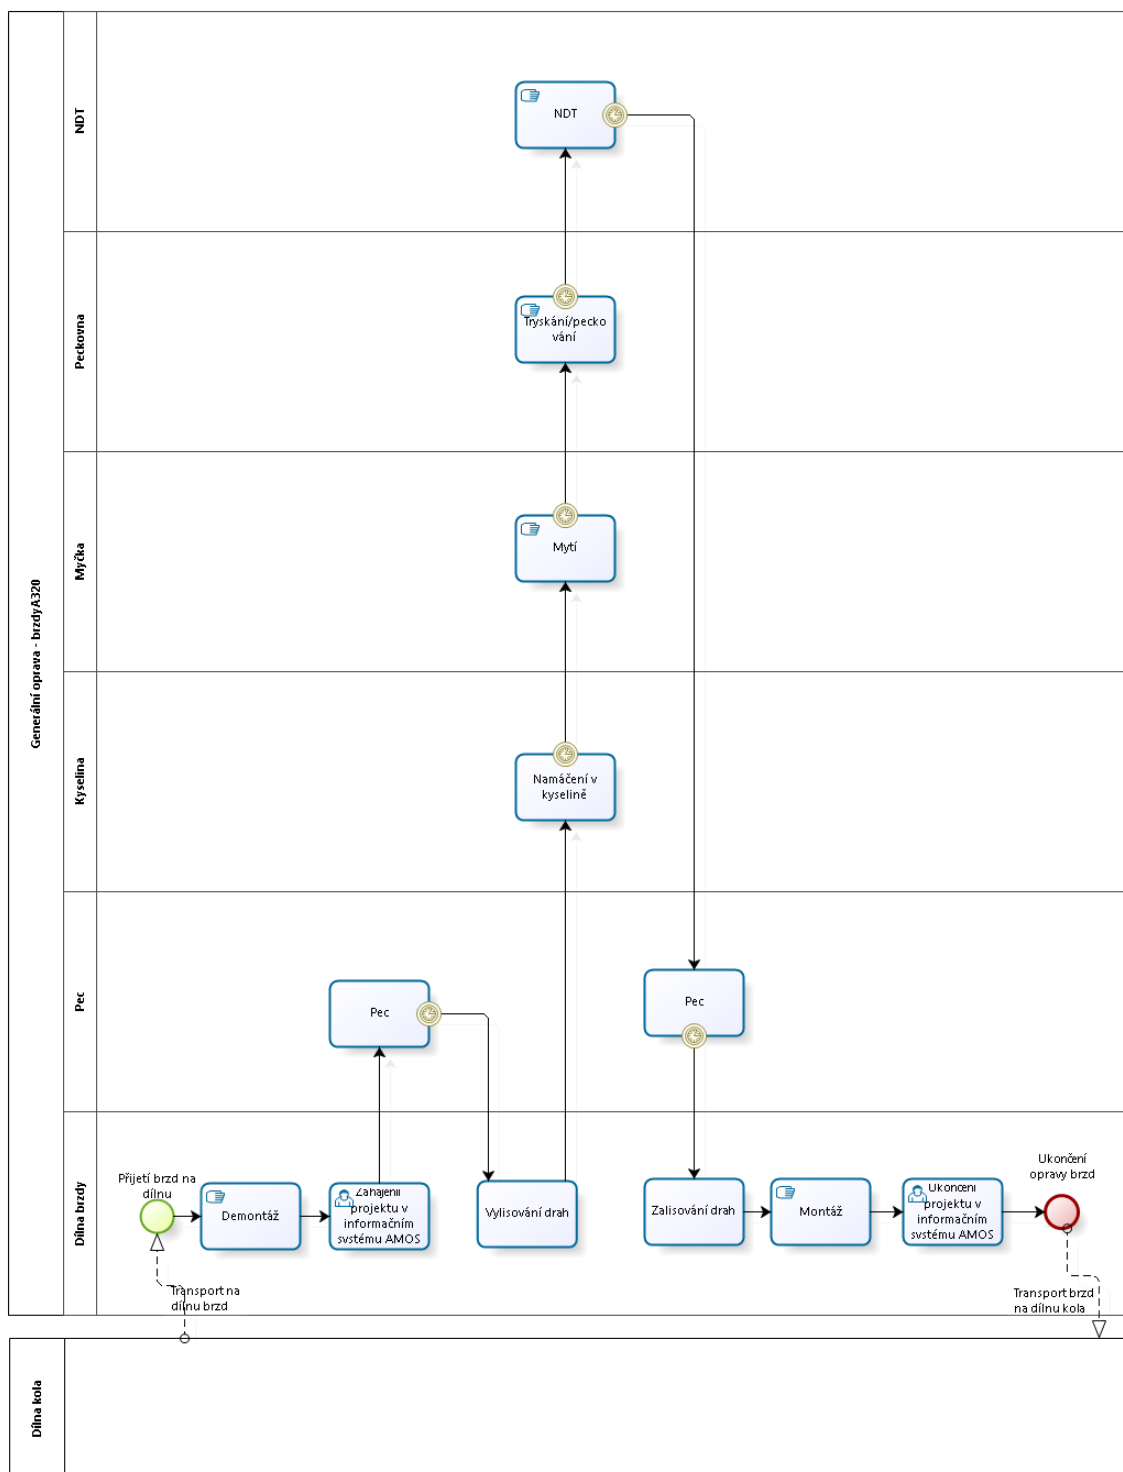 Generální oprava - brzdyA320
NDT
NDT
Peckovna
Tryskání/pecko
vání
Myčka
Mytí
Kyselina
Namáčení v
kyselině
Pec
Pec
Pec
Dílna brzdy
Přijetí brzd na
dílnu
Demontáž
Zahájení
projektu v
informačním
systému AMOS
Vylisování drah
Zalisování drah
Montáž
Ukončení
projektu v
informačním
systému AMOS
Ukončení
opravy brzd
Transport na
dílnu brzd
Transport brzd
na dílnu kola
Dílna kola